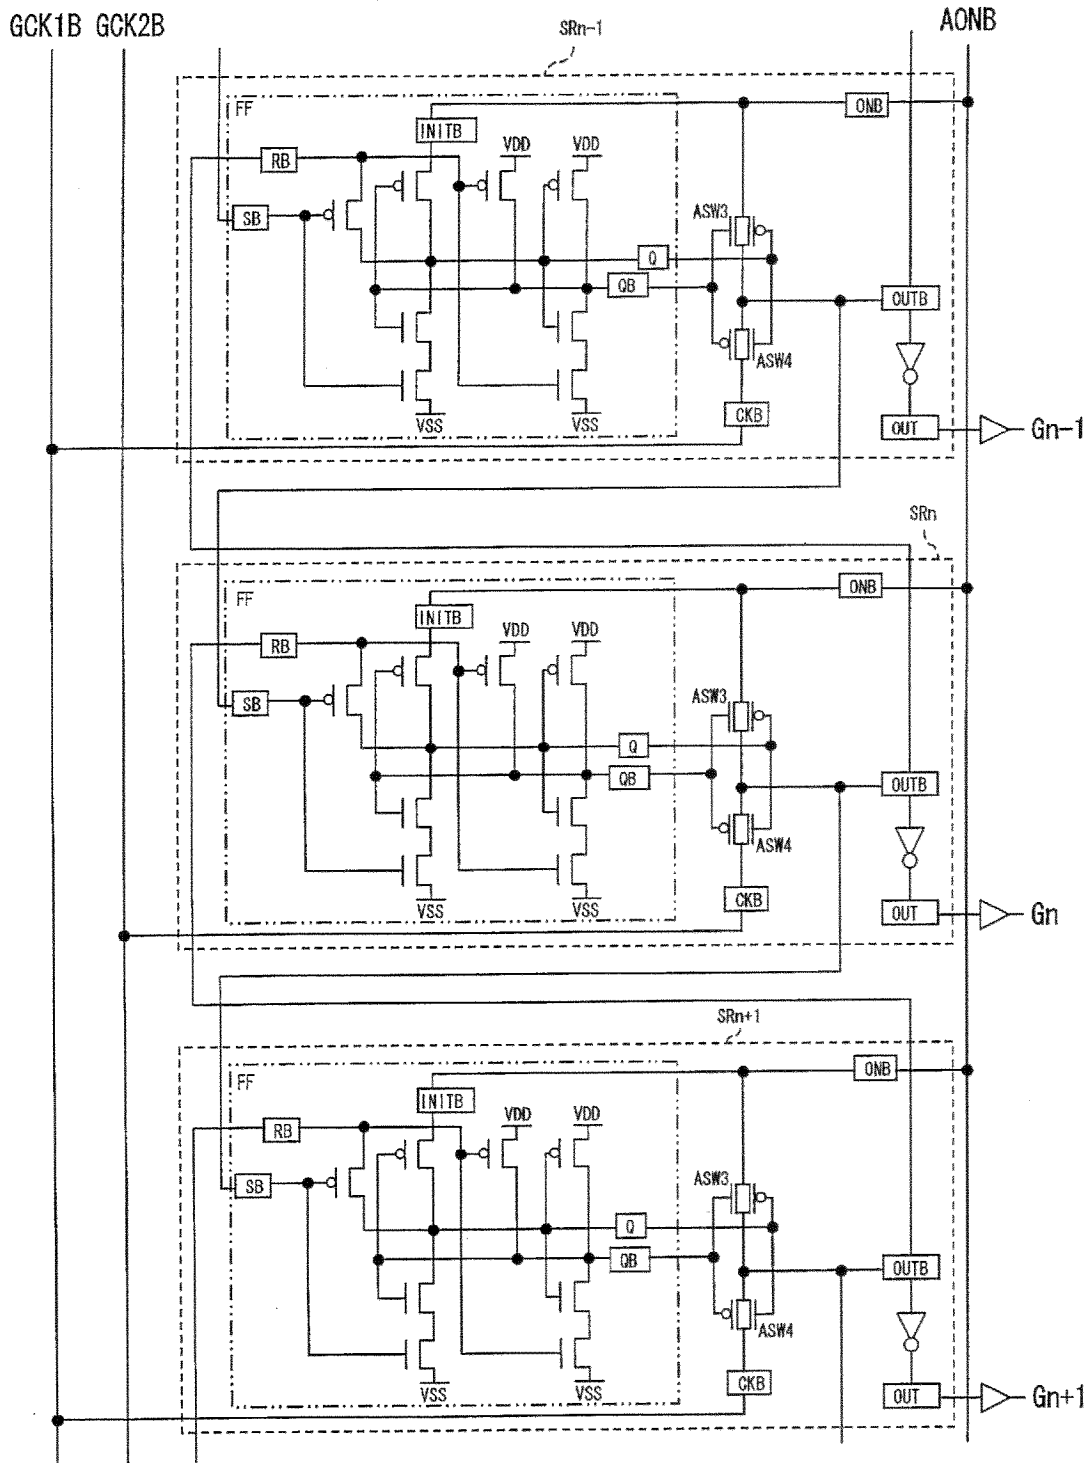 GCK1B GCK2B AONB
SRn-1
FF
INITB
ONB
RB
VDD VDD
SB
ASW3
Q
QB
OUTB
ASW4
CKB
VSS VSS
OUT
Gn-1
SRn
FF
INITB
ONB
RB
VDD VDD
SB
ASW3
Q
QB
OUTB
ASW4
CKB
VSS VSS
OUT
Gn
SRn+1
FF
INITB
ONB
RB
VDD VDD
SB
ASW3
Q
QB
OUTB
ASW4
CKB
VSS VSS
OUT
Gn+1